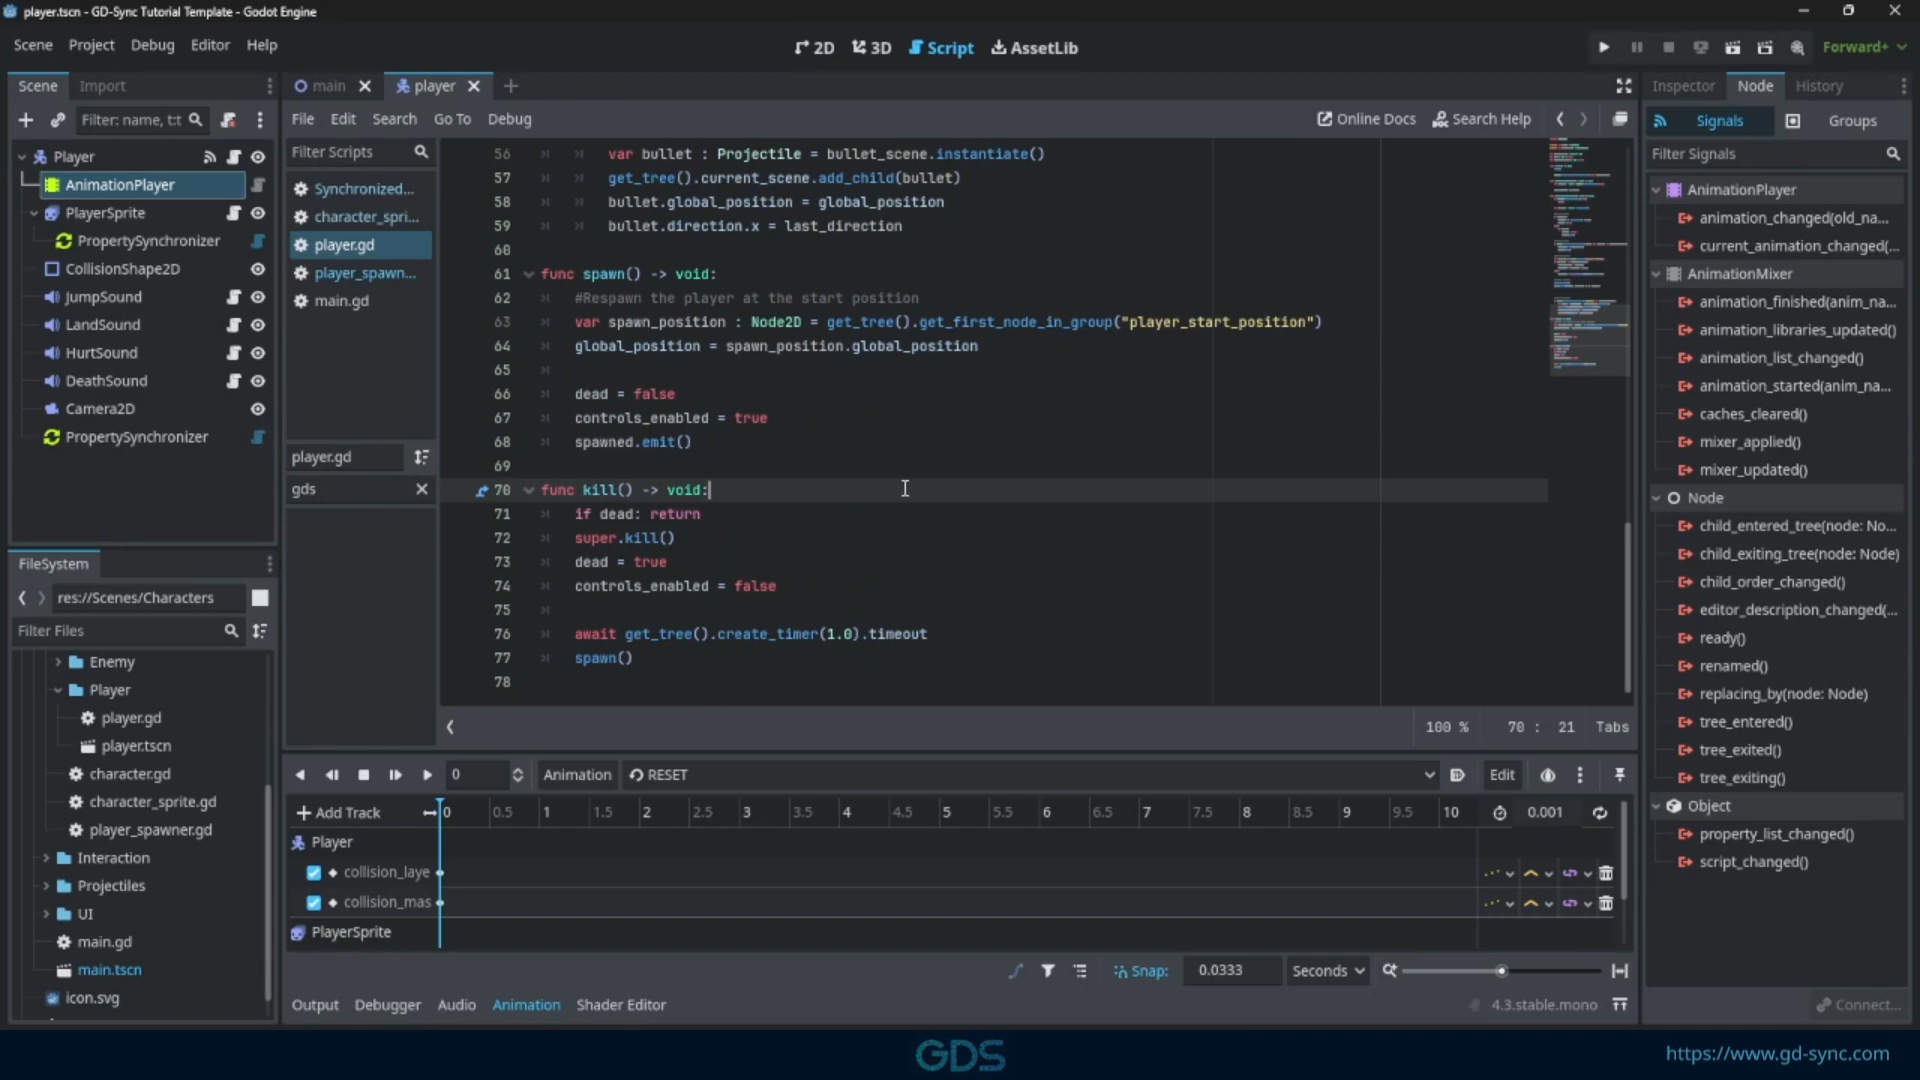 player.tscn - GD-Sync Tutorial Template - Godot Engine
Scene Project Debug Editor Help
2D 3D Script AssetLib
Forward+
Scene Import
Filter: name, t:t
Player
AnimationPlayer
PlayerSprite
PropertySynchronizer
CollisionShape2D
JumpSound
LandSound
HurtSound
DeathSound
Camera2D
PropertySynchronizer
FileSystem
res://Scenes/Characters
Filter Files
Enemy
Player
player.gd
player.tscn
character.gd
character_sprite.gd
player_spawner.gd
Interaction
Projectiles
UI
main.gd
main.tscn
icon.svg
main player
File Edit Search Go To Debug
Online Docs Search Help
Filter Scripts
Synchronized...
character_spri...
player.gd
player_spawn...
main.gd
player.gd
gds
56 var bullet : Projectile = bullet_scene.instantiate()
57 get_tree().current_scene.add_child(bullet)
58 bullet.global_position = global_position
59 bullet.direction.x = last_direction
60
61 func spawn() -> void:
62 #Respawn the player at the start position
63 var spawn_position : Node2D = get_tree().get_first_node_in_group("player_start_position")
64 global_position = spawn_position.global_position
65
66 dead = false
67 controls_enabled = true
68 spawned.emit()
69
70 func kill() -> void:
71 if dead: return
72 super.kill()
73 dead = true
74 controls_enabled = false
75
76 await get_tree().create_timer(1.0).timeout
77 spawn()
78
100 % 70 : 21 Tabs
0 Animation RESET Edit
Add Track 0 0.5 1 1.5 2 2.5 3 3.5 4 4.5 5 5.5 6 6.5 7 7.5 8 8.5 9 9.5 10 0.001
Player
collision_laye
collision_mas
PlayerSprite
Snap: 0.0333 Seconds
Output Debugger Audio Animation Shader Editor
4.3.stable.mono
Inspector Node History
Signals Groups
Filter Signals
AnimationPlayer
animation_changed(old_na...
current_animation_changed(...
AnimationMixer
animation_finished(anim_na...
animation_libraries_updated()
animation_list_changed()
animation_started(anim_na...
caches_cleared()
mixer_applied()
mixer_updated()
Node
child_entered_tree(node: No...
child_exiting_tree(node: Node)
child_order_changed()
editor_description_changed(...
ready()
renamed()
replacing_by(node: Node)
tree_entered()
tree_exited()
tree_exiting()
Object
property_list_changed()
script_changed()
Connect...
GDS
https://www.gd-sync.com